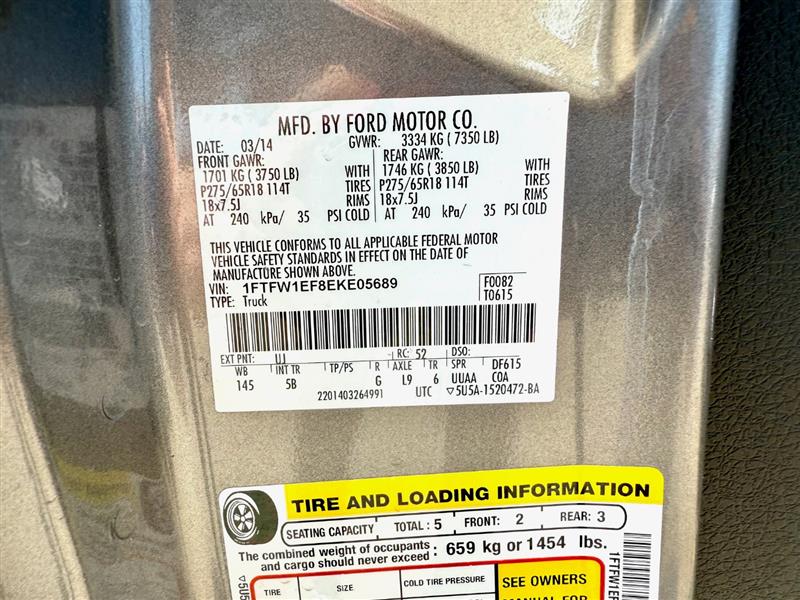 MFD. BY FORD MOTOR CO.
DATE: 03/14 GVWR: 3334 KG ( 7350 LB)
FRONT GAWR: REAR GAWR:
1701 KG ( 3750 LB) WITH 1746 KG ( 3850 LB) WITH
P275/65R18 114T TIRES P275/65R18 114T TIRES
18x7.5J RIMS 18x7.5J RIMS
AT 240 kPa/ 35 PSI COLD AT 240 kPa/ 35 PSI COLD
THIS VEHICLE CONFORMS TO ALL APPLICABLE FEDERAL MOTOR
VEHICLE SAFETY STANDARDS IN EFFECT ON THE DATE OF
MANUFACTURE SHOWN ABOVE.
VIN: 1FTFW1EF8EKE05689 F0082
TYPE: Truck T0615
EXT PNT: UJ RC: 52 DSO:
WB INT TR TP/PS R AXLE TR SPR DF615
145 5B G L9 6 UUAA COA
2201403264991 UTC ▽5U5A-1520472-BA
TIRE AND LOADING INFORMATION
SEATING CAPACITY TOTAL : 5 FRONT: 2 REAR: 3
The combined weight of occupants
and cargo should never exceed : 659 kg or 1454 lbs.
TIRE SIZE COLD TIRE PRESSURE SEE OWNERS
MANUAL FOR
▽5U5
1FTFW1EF